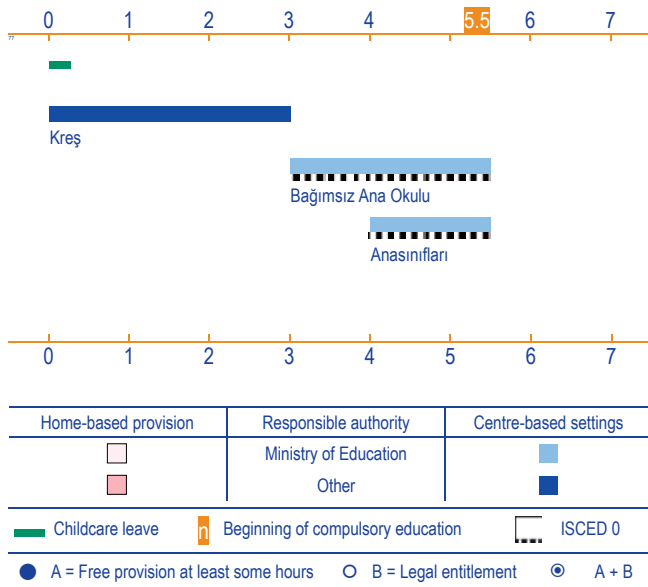 0 1 2 3 4 5.5 6 7
77
Kreş
Bağımsız Ana Okulu
Anasınıfları
0 1 2 3 4 5 6 7
Home-based provision Responsible authority Centre-based settings
Ministry of Education
Other
Childcare leave n Beginning of compulsory education ISCED 0
A = Free provision at least some hours B = Legal entitlement A + B